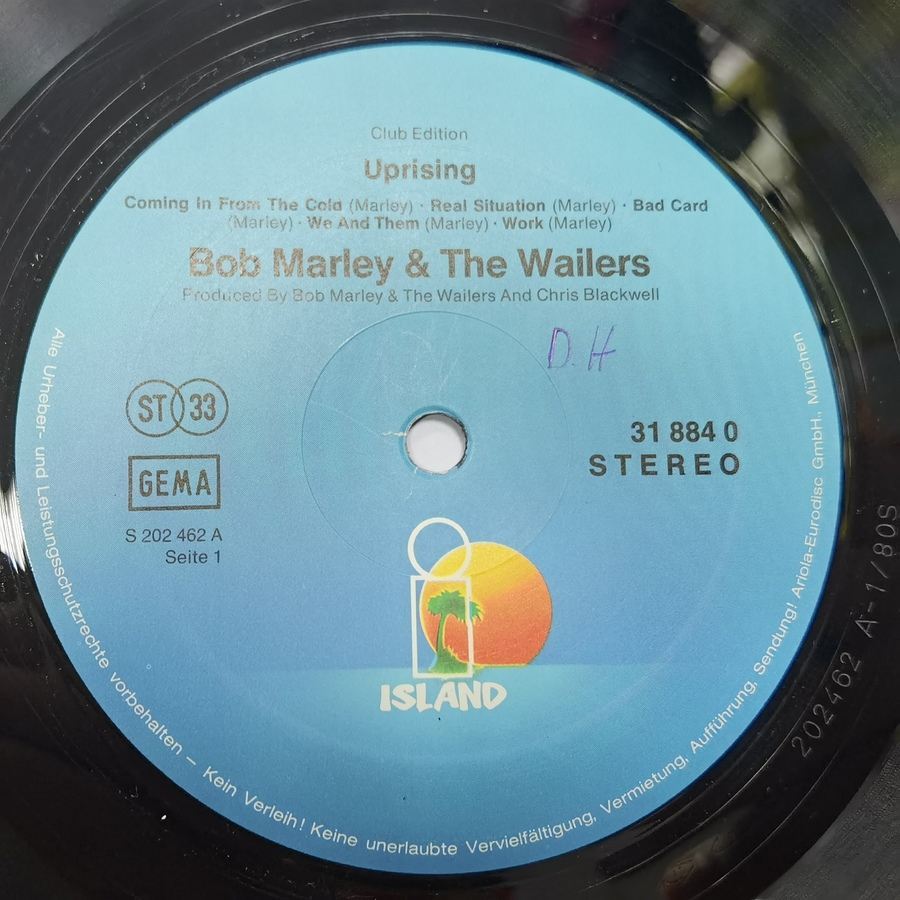 Club Edition
Uprising
Coming In From The Cold (Marley) · Real Situation (Marley) · Bad Card
(Marley) · We And Them (Marley) · Work (Marley)
Bob Marley & The Wailers
Produced By Bob Marley & The Wailers And Chris Blackwell
D.H
ST 33
31 884 0
STEREO
GEMA
S 202 462 A
Seite 1
i
ISLAND
Alle Urheber- und Leistungsschutzrechte vorbehalten – Kein Verleih! Keine unerlaubte Vervielfältigung, Vermietung, Aufführung, Sendung! Ariola-Eurodisc GmbH., München
202462 A-1/80S